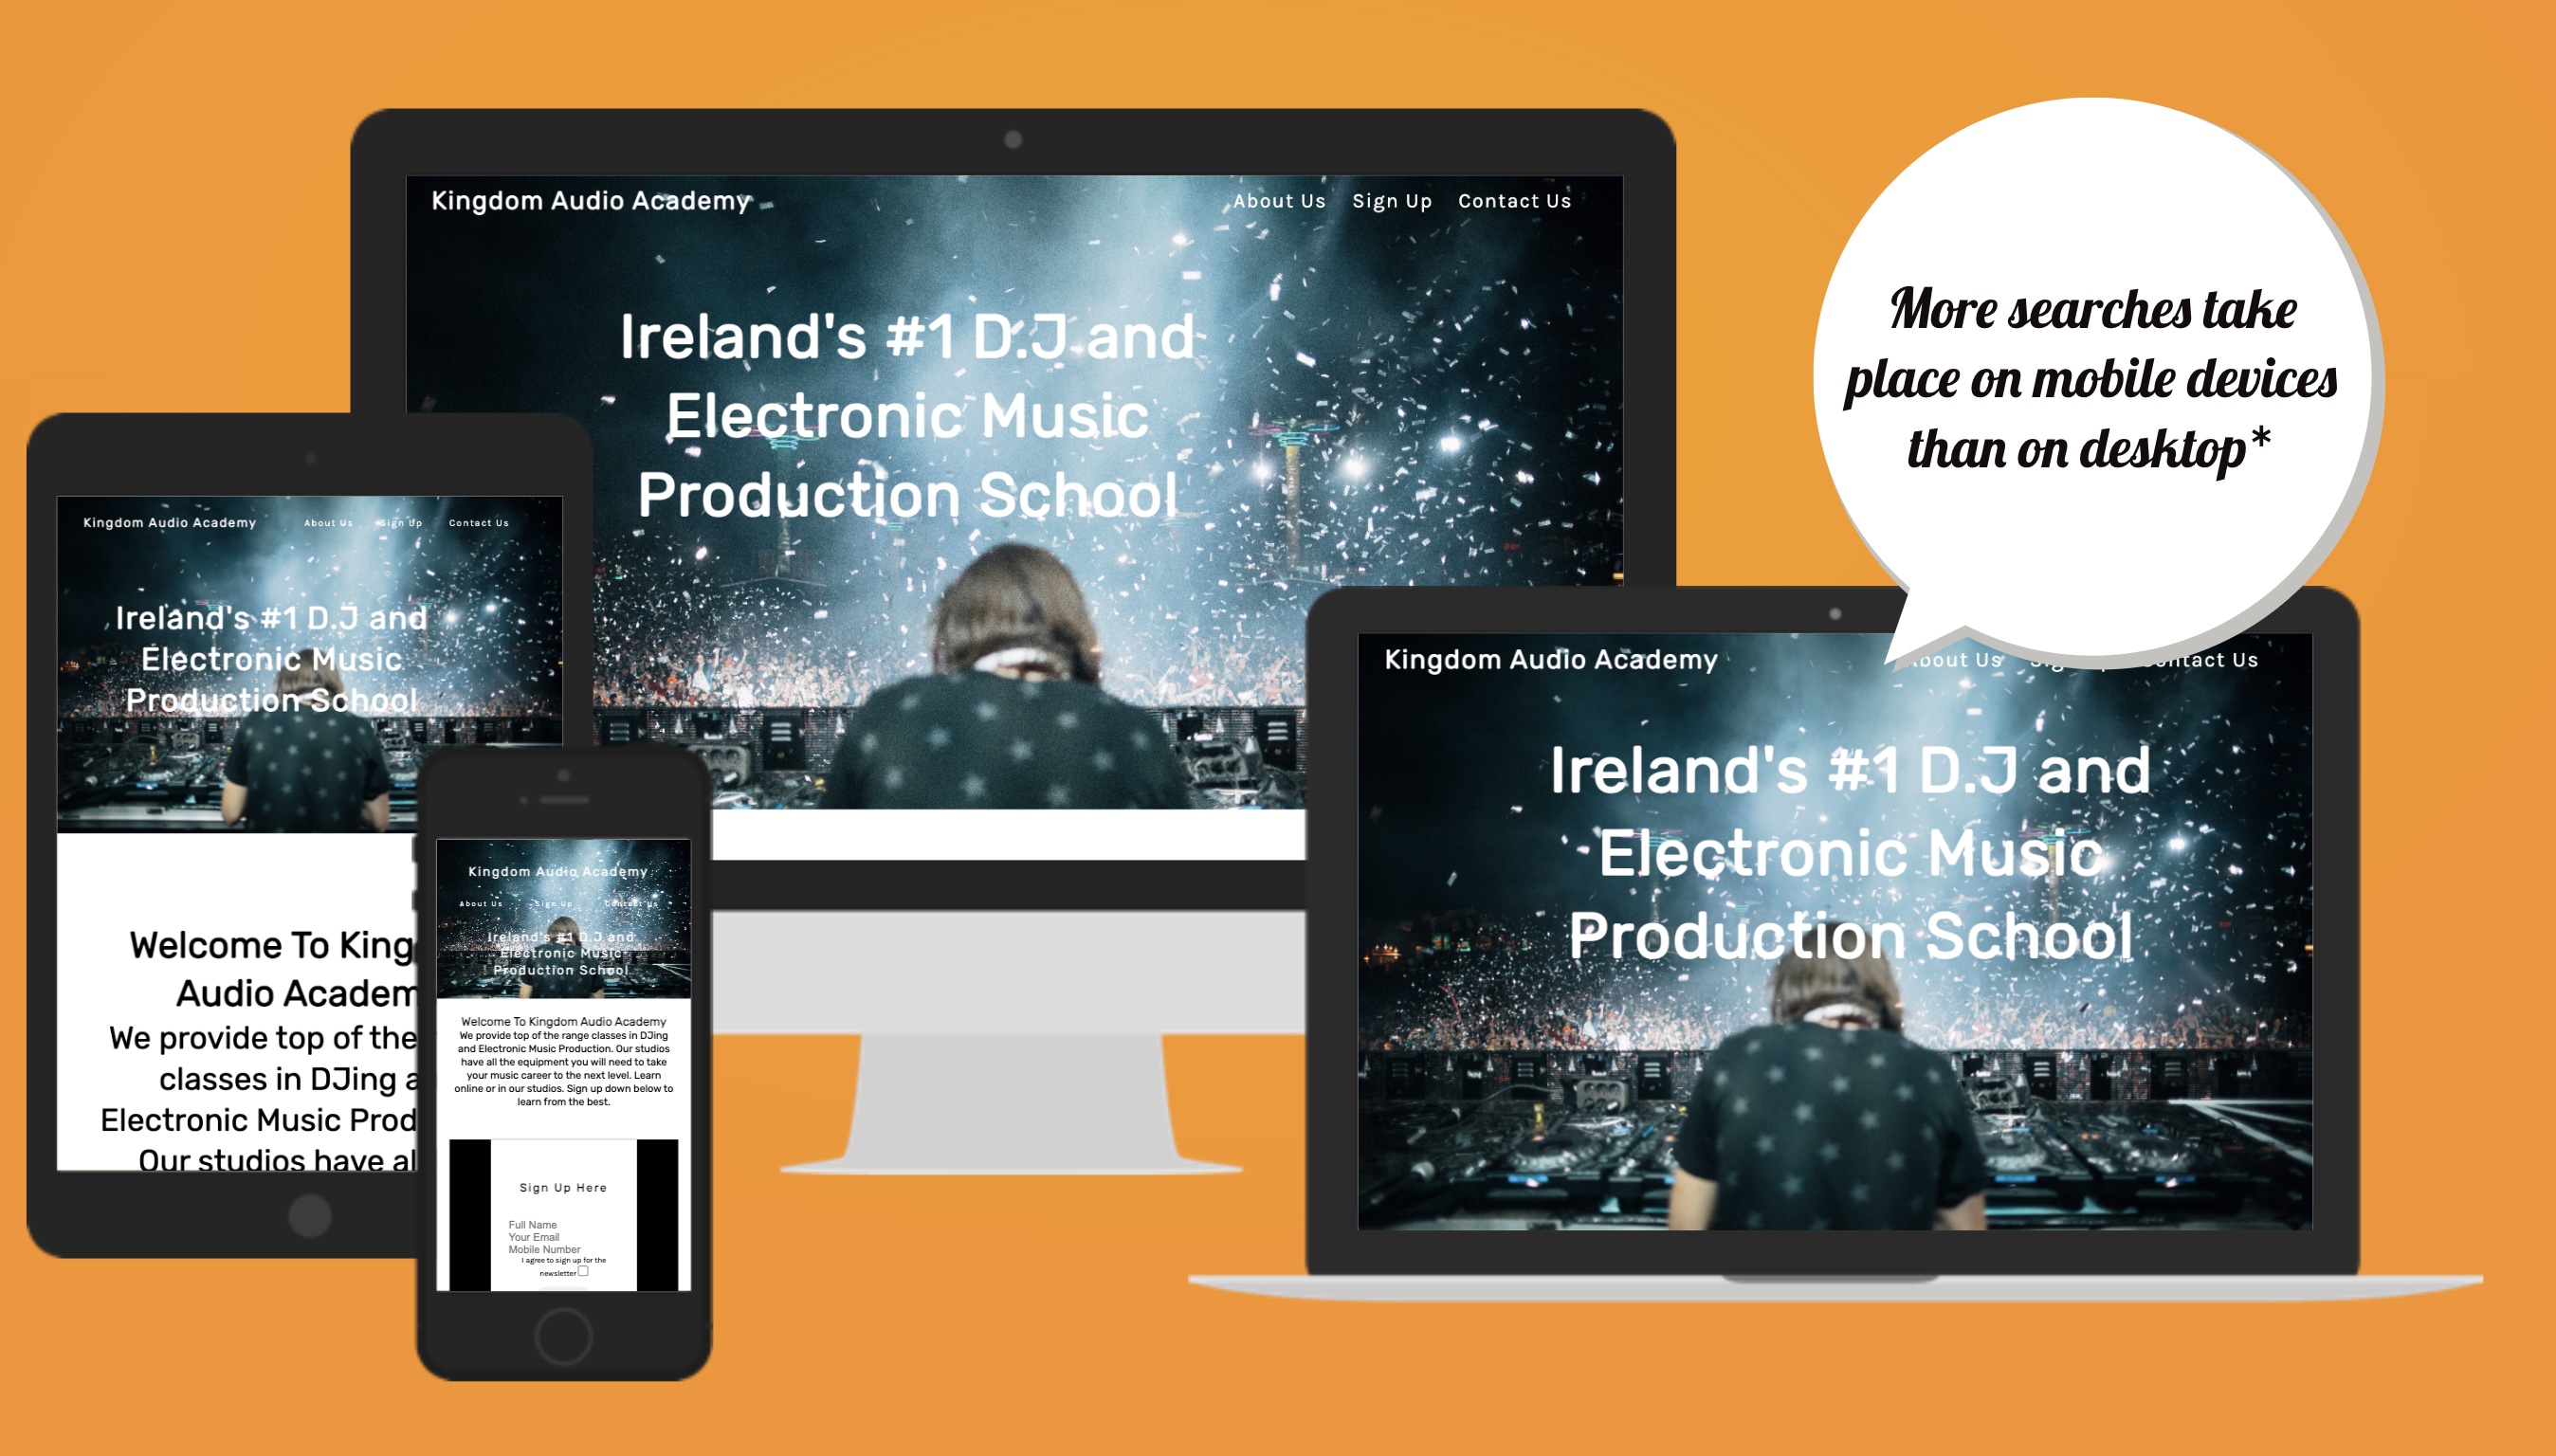 Kingdom Audio Academy
About Us Sign Up Contact Us
Ireland's #1 D.J and
Electronic Music
Production School
More searches take
place on mobile devices
than on desktop*
Kingdom Audio Academy
About Us Sign Up Contact Us
Ireland's #1 D.J and
Electronic Music
Production School
Welcome To King
Audio Academ
We provide top of the
classes in DJing a
Electronic Music Prod
Our studios have al
Kingdom Audio Academy
About Us Sign Up Contact Us
Ireland's #1 D.J and
Electronic Music
Production School
Welcome To Kingdom Audio Academy
We provide top of the range classes in DJing
and Electronic Music Production. Our studios
have all the equipment you will need to take
your music career to the next level. Learn
online or in our studios. Sign up down below to
learn from the best.
Sign Up Here
Full Name
Your Email
Mobile Number
I agree to sign up for the
newsletter
Kingdom Audio Academy
About Us Contact Us
Ireland's #1 D.J and
Electronic Music
Production School